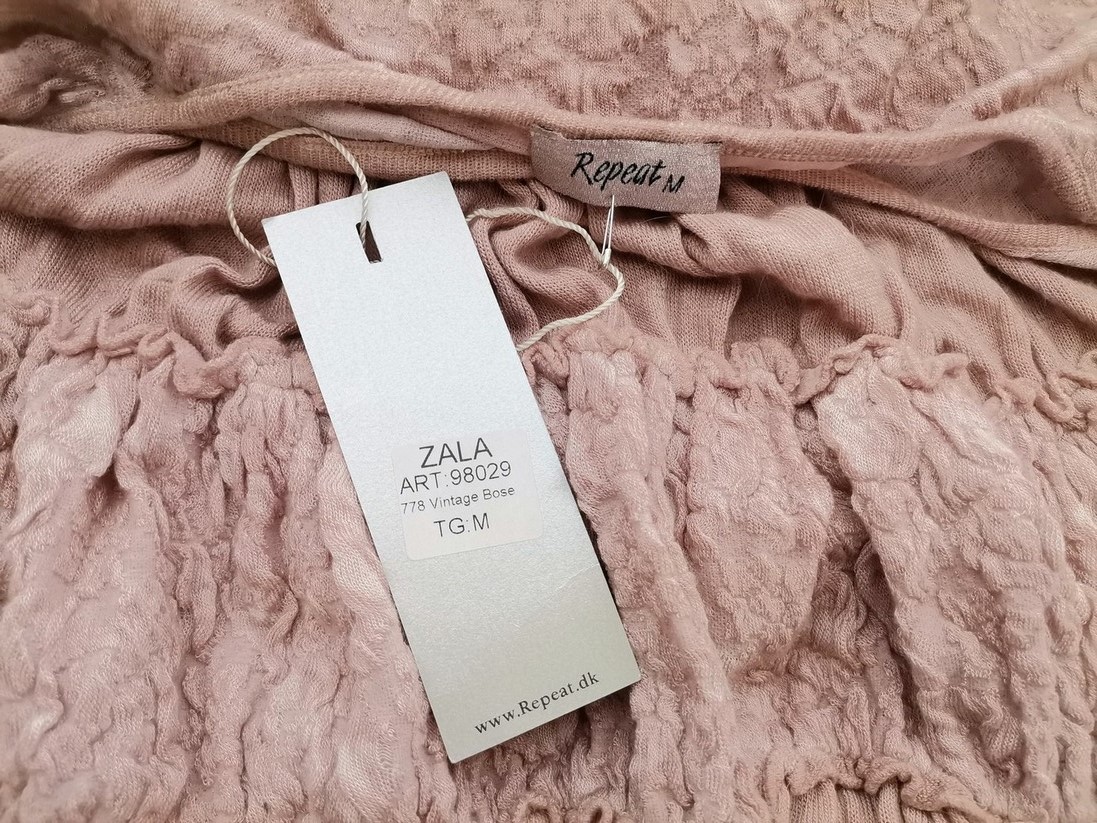 Repeat M
ZALA
ART:98029
778 Vintage Bose
TG:M
www.Repeat.dk